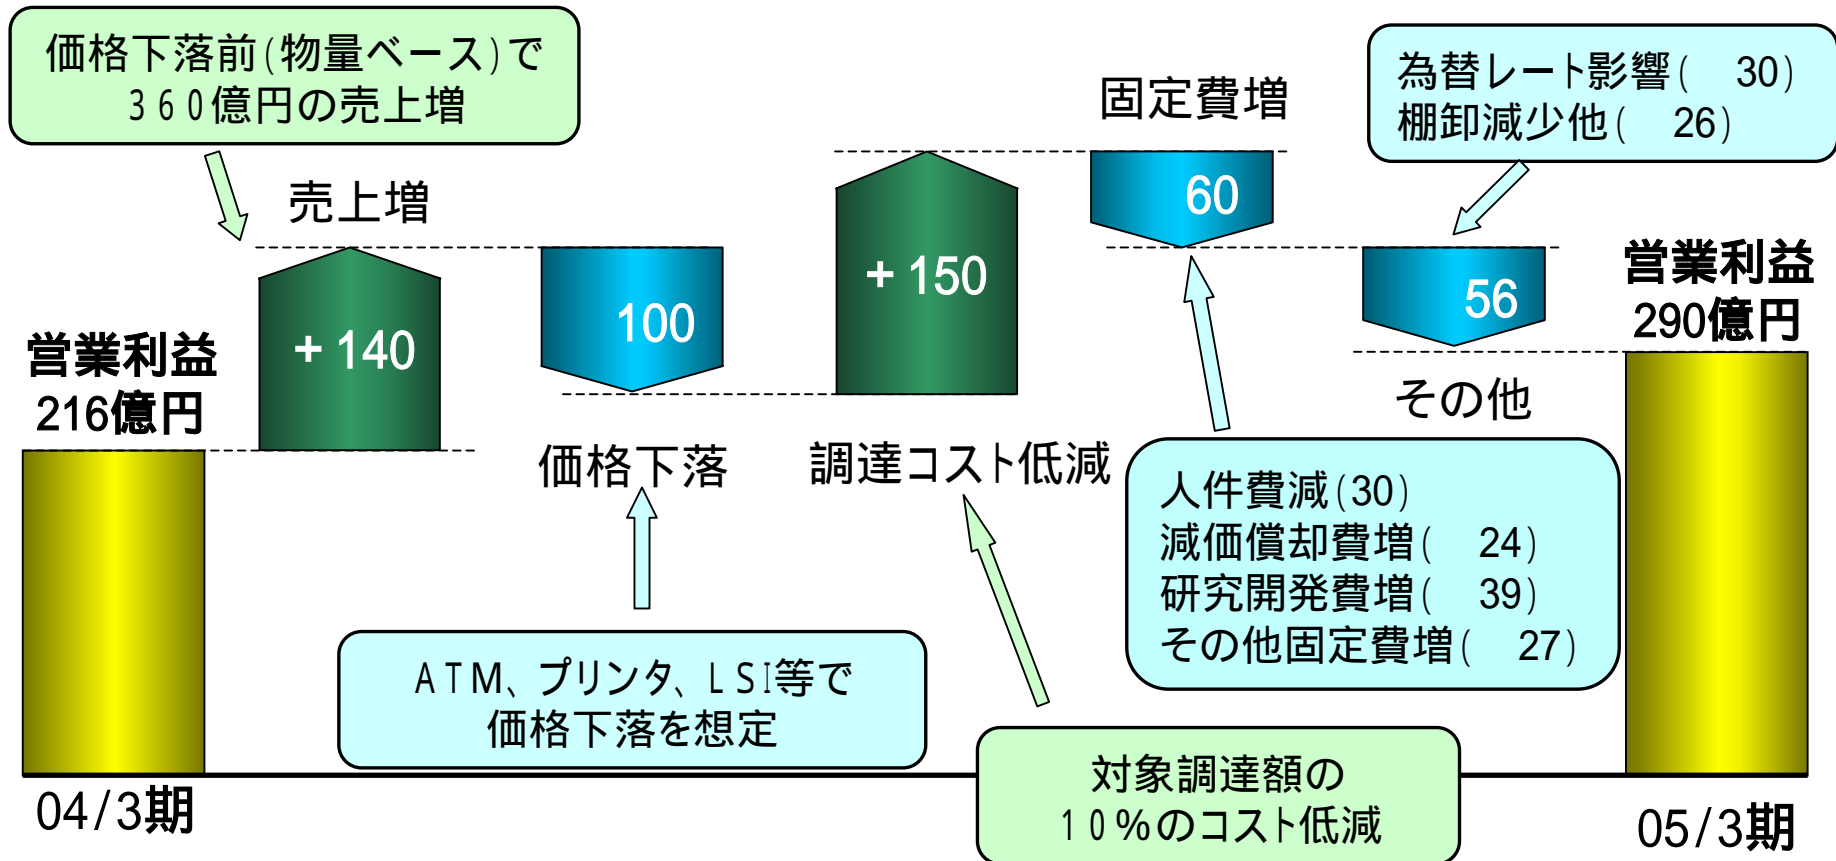 価格下落前(物量ベース)で
360億円の売上増
売上増
+140
営業利益
216億円
04/3期
100
価格下落
ATM、プリンタ、LSI等で
価格下落を想定
+150
調達コスト低減
対象調達額の
10%のコスト低減
固定費増
60
人件費減(30)
減価償却費増(　24)
研究開発費増(　39)
その他固定費増(　27)
為替レート影響(　30)
棚卸減少他(　26)
56
その他
営業利益
290億円
05/3期